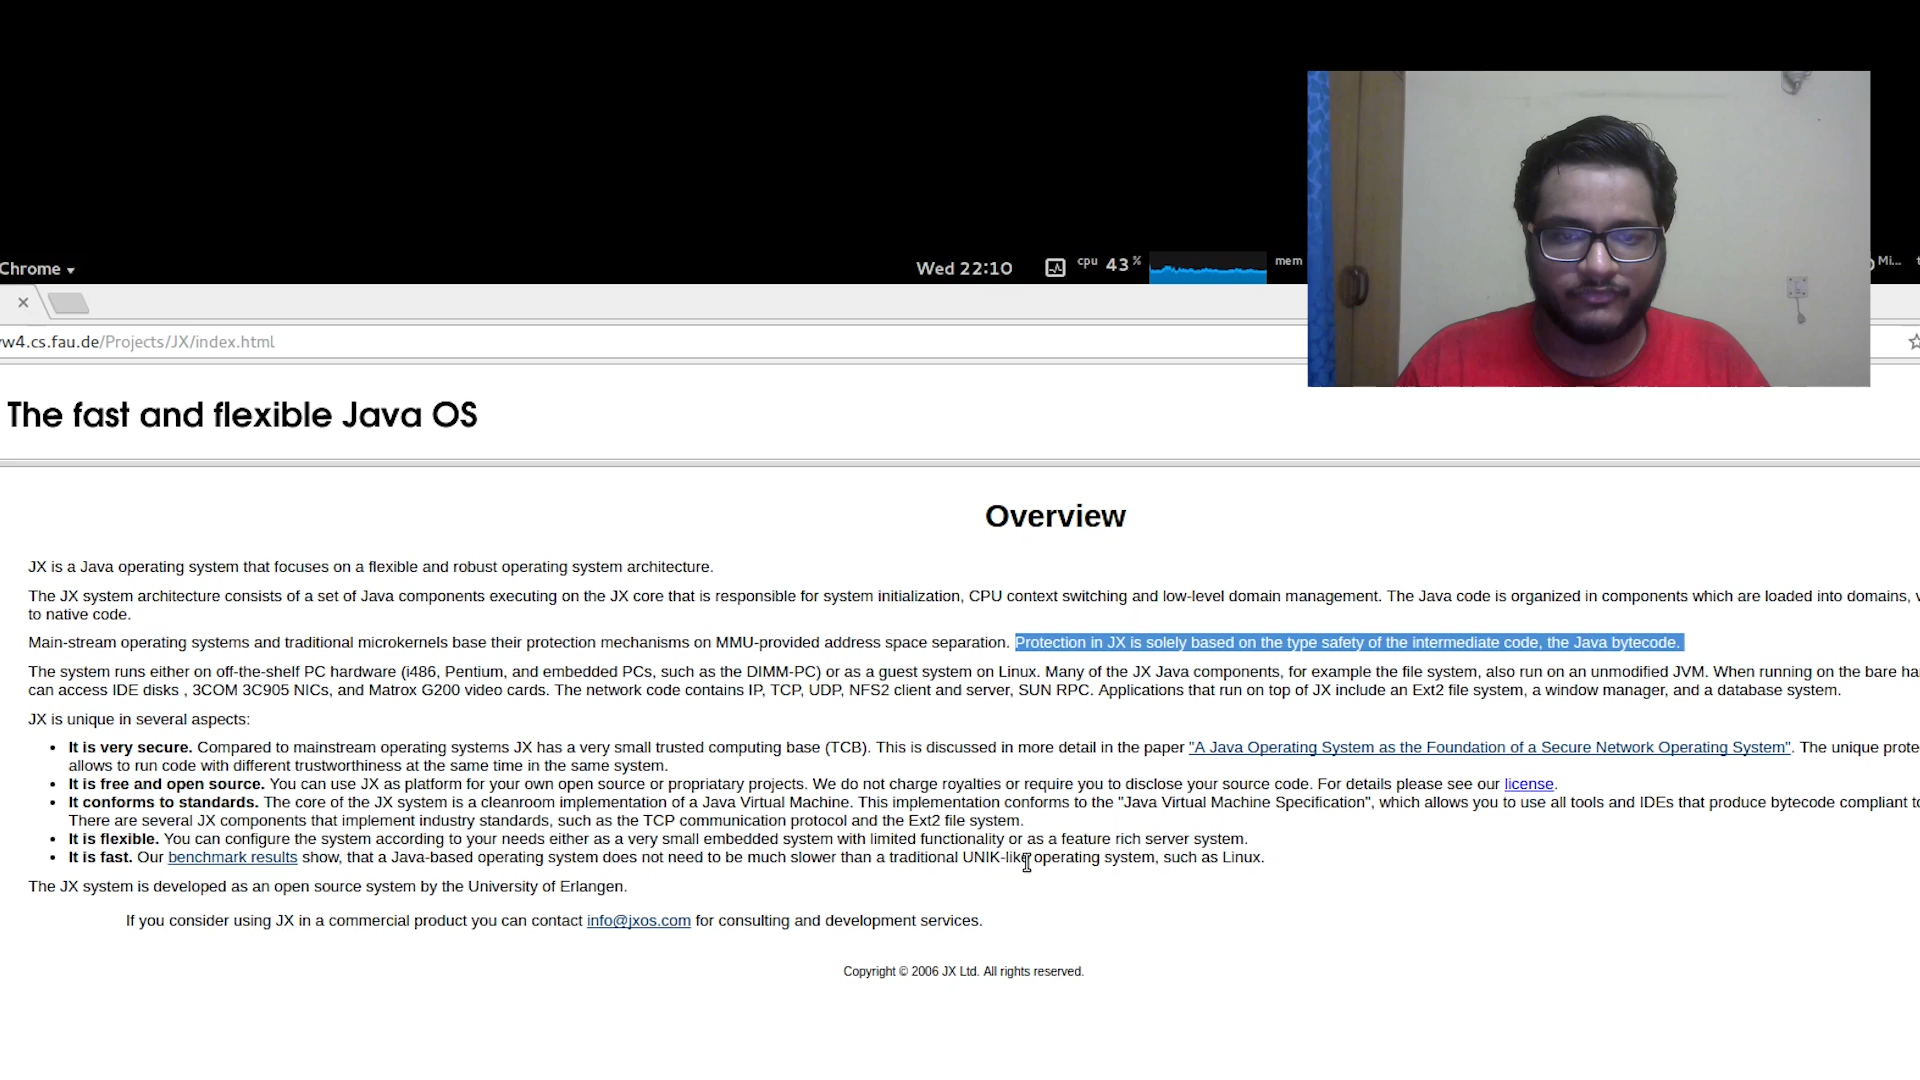 Chrome
Wed 22:10
cpu 43 %
mem
Mi...
w4.cs.fau.de/Projects/JX/index.html
The fast and flexible Java OS
Overview
JX is a Java operating system that focuses on a flexible and robust operating system architecture.
The JX system architecture consists of a set of Java components executing on the JX core that is responsible for system initialization, CPU context switching and low-level domain management. The Java code is organized in components which are loaded into domains,
to native code.
Main-stream operating systems and traditional microkernels base their protection mechanisms on MMU-provided address space separation. Protection in JX is solely based on the type safety of the intermediate code, the Java bytecode.
The system runs either on off-the-shelf PC hardware (i486, Pentium, and embedded PCs, such as the DIMM-PC) or as a guest system on Linux. Many of the JX Java components, for example the file system, also run on an unmodified JVM. When running on the bare ha
can access IDE disks , 3COM 3C905 NICs, and Matrox G200 video cards. The network code contains IP, TCP, UDP, NFS2 client and server, SUN RPC. Applications that run on top of JX include an Ext2 file system, a window manager, and a database system.
JX is unique in several aspects:
• It is very secure. Compared to mainstream operating systems JX has a very small trusted computing base (TCB). This is discussed in more detail in the paper "A Java Operating System as the Foundation of a Secure Network Operating System". The unique prote
allows to run code with different trustworthiness at the same time in the same system.
• It is free and open source. You can use JX as platform for your own open source or propriatary projects. We do not charge royalties or require you to disclose your source code. For details please see our license.
• It conforms to standards. The core of the JX system is a cleanroom implementation of a Java Virtual Machine. This implementation conforms to the "Java Virtual Machine Specification", which allows you to use all tools and IDEs that produce bytecode compliant to
There are several JX components that implement industry standards, such as the TCP communication protocol and the Ext2 file system.
• It is flexible. You can configure the system according to your needs either as a very small embedded system with limited functionality or as a feature rich server system.
• It is fast. Our benchmark results show, that a Java-based operating system does not need to be much slower than a traditional UNIK-like operating system, such as Linux.
The JX system is developed as an open source system by the University of Erlangen.
If you consider using JX in a commercial product you can contact info@jxos.com for consulting and development services.
Copyright © 2006 JX Ltd. All rights reserved.